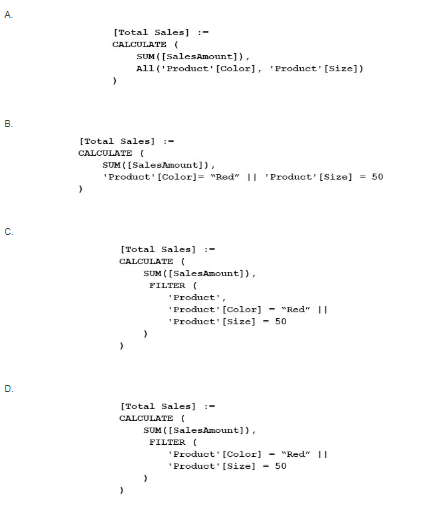 A.
[Total Sales] :=
CALCULATE (
SUM([SalesAmount]),
All('Product'[Color], 'Product'[Size])
)
B.
[Total Sales] :=
CALCULATE (
SUM([SalesAmount]),
'Product'[Color]= "Red" || 'Product'[Size] = 50
)
C.
[Total Sales] :=
CALCULATE (
SUM([SalesAmount]),
FILTER (
'Product',
'Product'[Color] = "Red" ||
'Product'[Size] = 50
)
)
D.
[Total Sales] :=
CALCULATE (
SUM([SalesAmount]),
FILTER (
'Product'[Color] = "Red" ||
'Product'[Size] = 50
)
)